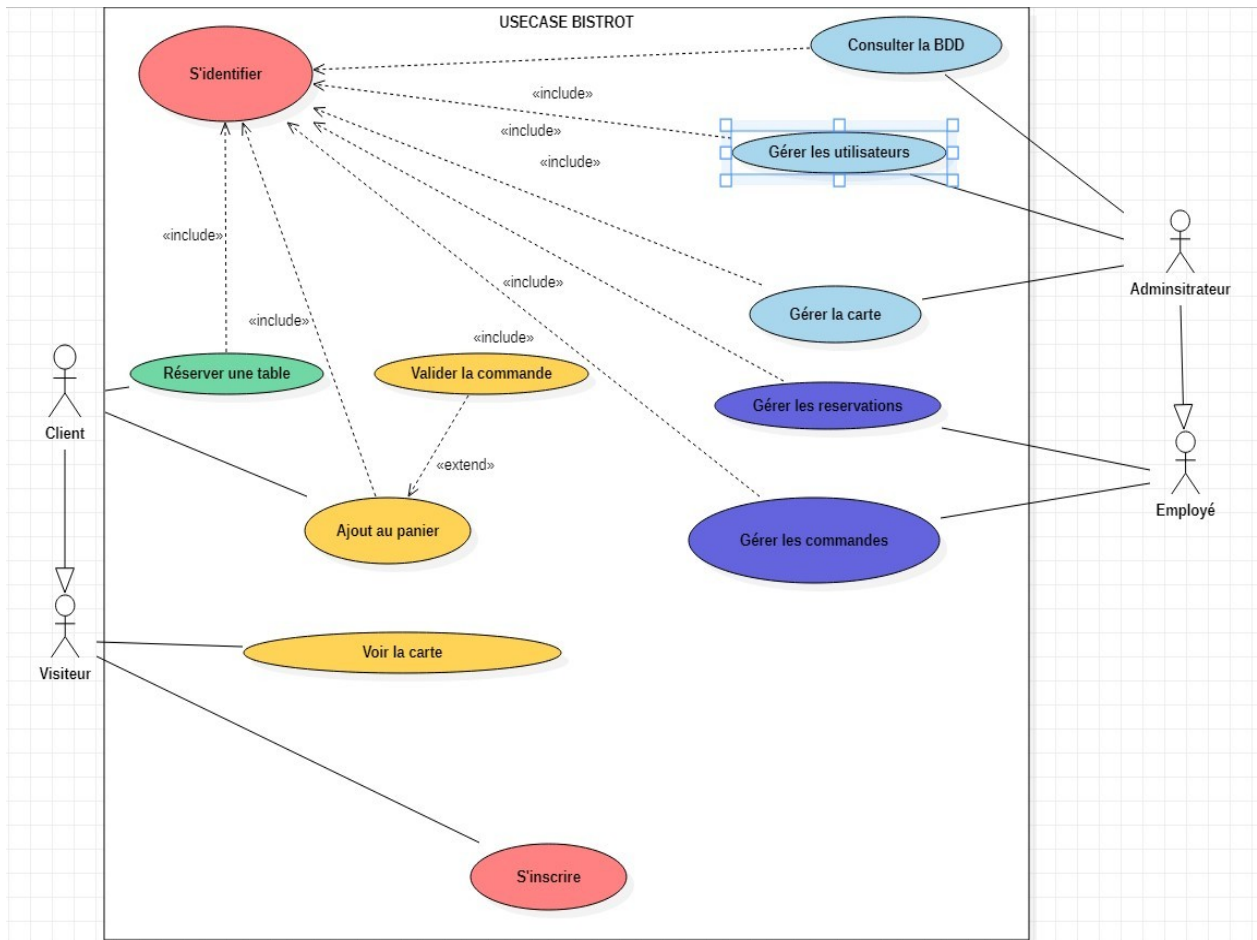 USECASE BISTROT
S'identifier
Consulter la BDD
«include»
«include»
Gérer les utilisateurs
«include»
«include»
Adminsitrateur
«include»
Gérer la carte
«include»
«include»
Réserver une table
Valider la commande
Gérer les reservations
Client
«extend»
Employé
Ajout au panier
Gérer les commandes
Voir la carte
Visiteur
S'inscrire